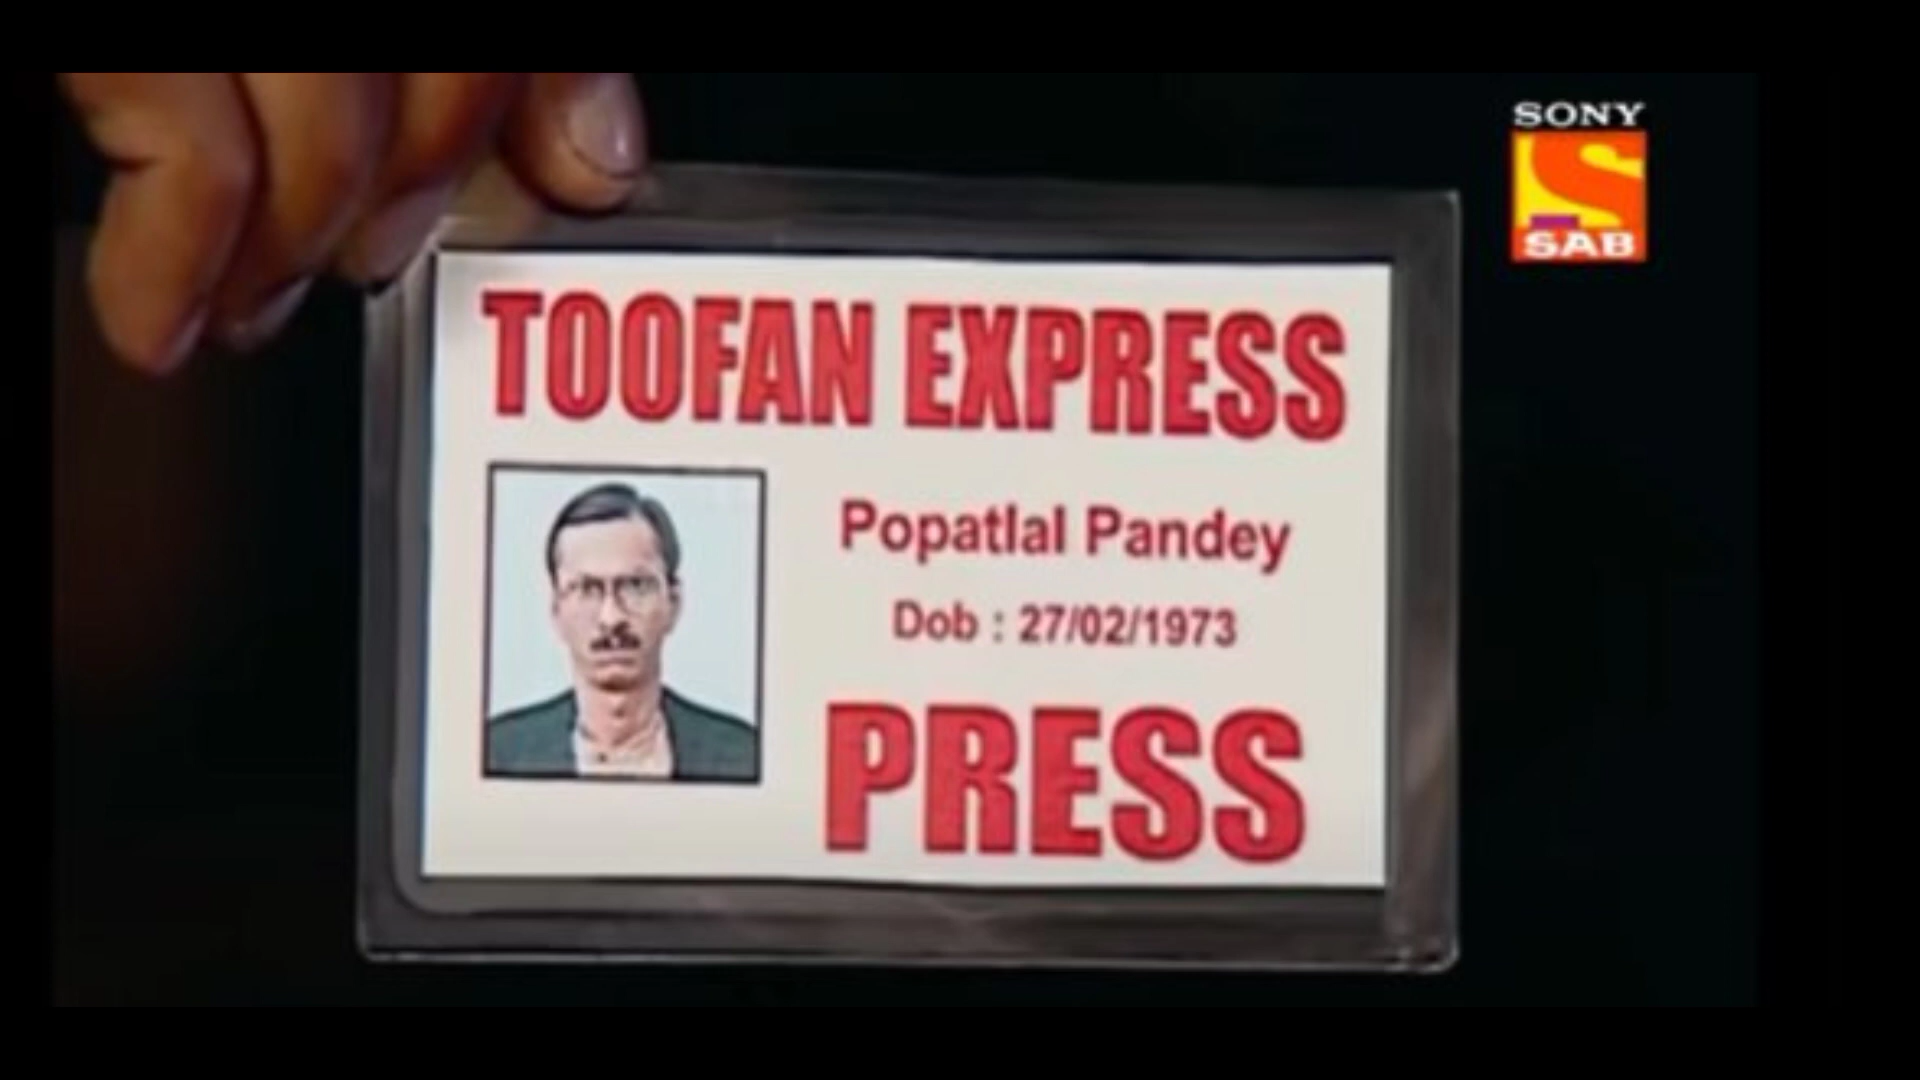 SONY
SAB
TOOFAN EXPRESS
Popatlal Pandey
Dob : 27/02/1973
PRESS